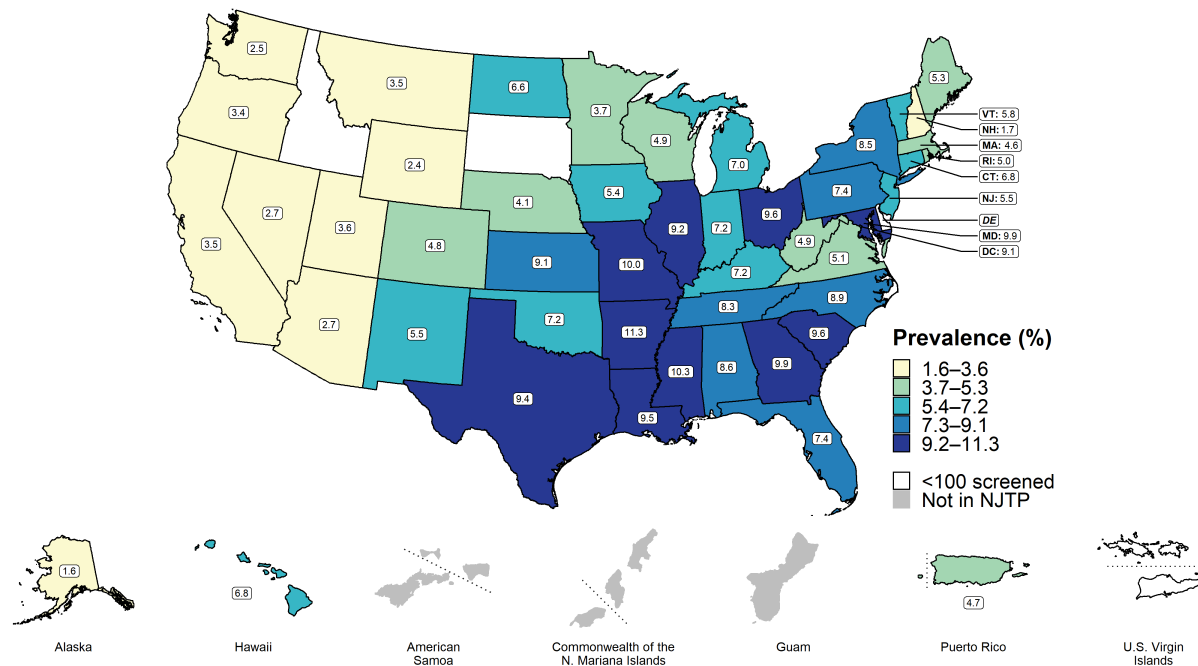 2.5
3.5
6.6
3.7
5.3
3.4
4.9
VT: 5.8
NH: 1.7
8.5
MA: 4.6
7.0
RI: 5.0
2.4
CT: 6.8
7.4
5.4
NJ: 5.5
4.1
2.7
9.6
DE
3.6
9.2
7.2
MD: 9.9
3.5
4.8
4.9
DC: 9.1
5.1
9.1
10.0
7.2
8.9
8.3
2.7
5.5
7.2
11.3
9.6
Prevalence (%)
1.6–3.6
10.3
8.6
9.9
3.7–5.3
9.4
5.4–7.2
9.5
7.3–9.1
7.4
9.2–11.3
<100 screened
Not in NJTP
1.6
6.8
4.7
Alaska
Hawaii
American
Samoa
Commonwealth of the
N. Mariana Islands
Guam
Puerto Rico
U.S. Virgin
Islands